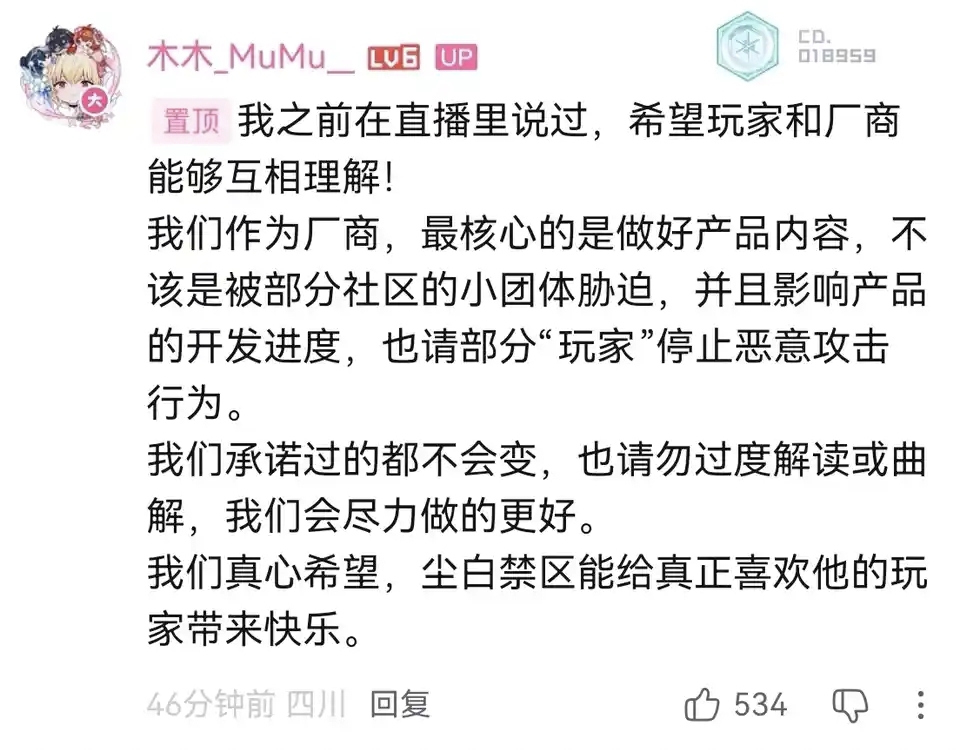 木木_MuMu__ LV6 UP
CD.
018959
大
置顶 我之前在直播里说过，希望玩家和厂商
能够互相理解！
我们作为厂商，最核心的是做好产品内容，不
该是被部分社区的小团体胁迫，并且影响产品
的开发进度，也请部分“玩家”停止恶意攻击
行为。
我们承诺过的都不会变，也请勿过度解读或曲
解，我们会尽力做的更好。
我们真心希望，尘白禁区能给真正喜欢他的玩
家带来快乐。
46分钟前 四川 回复 534